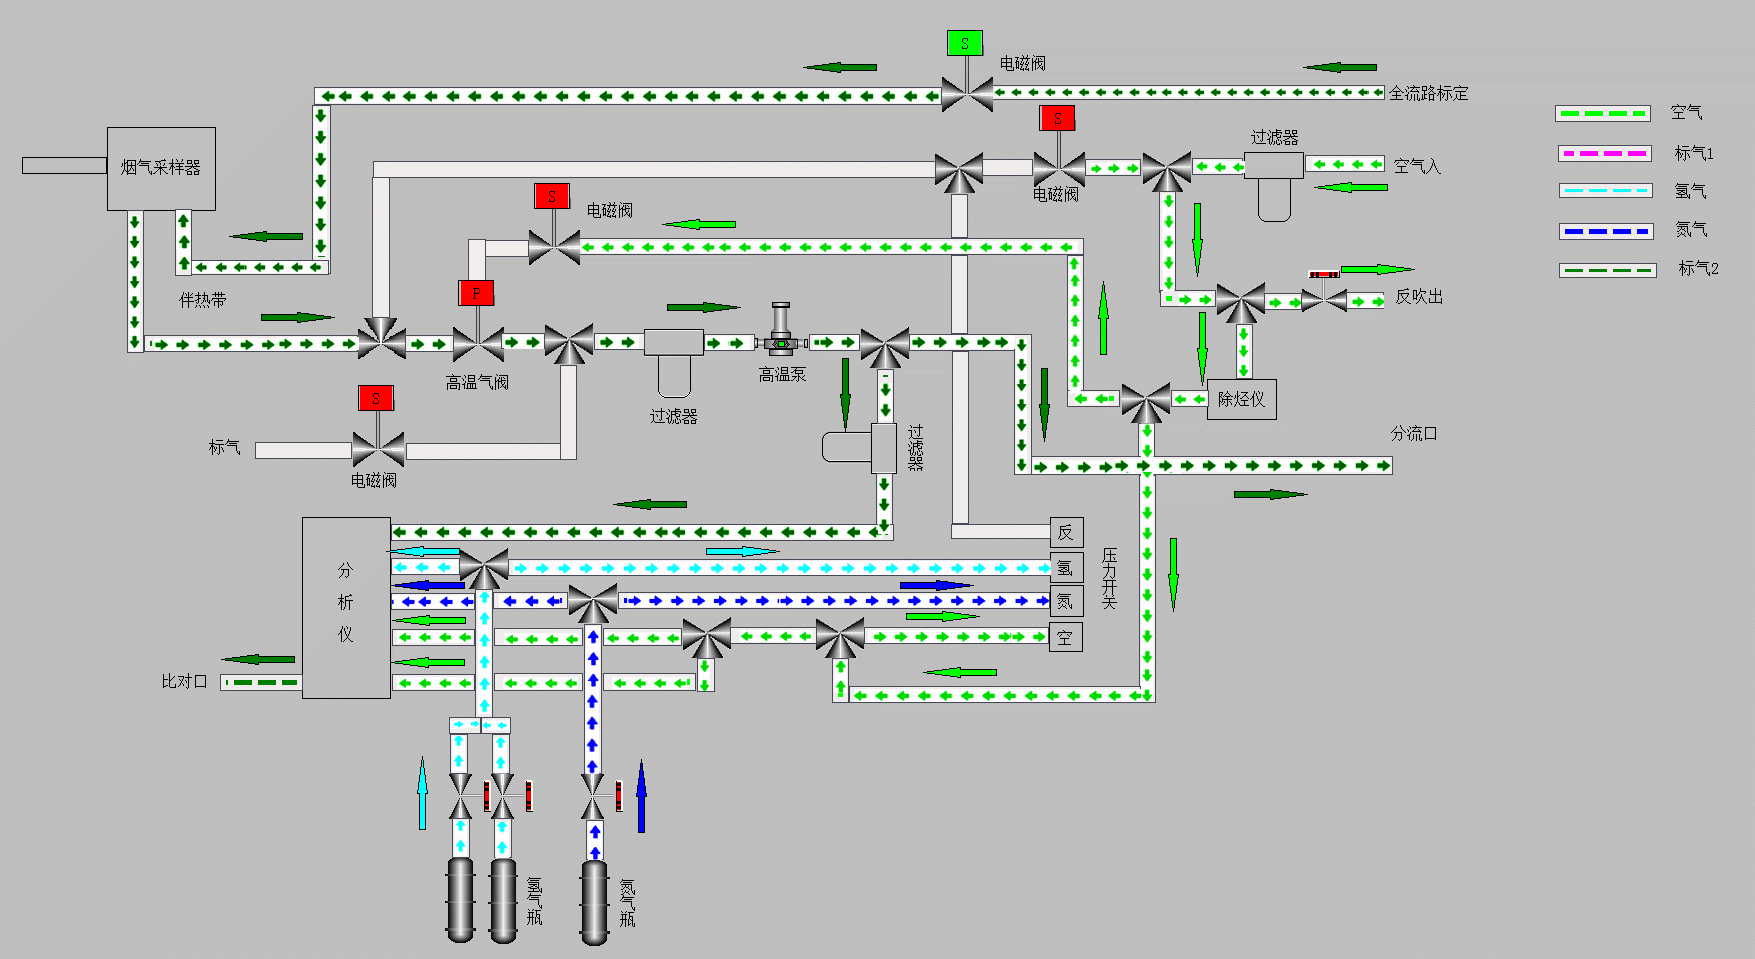 S
电磁阀
全流路标定
空气
S
过滤器
标气1
烟气采样器
空气入
电磁阀
氢气
S
电磁阀
氮气
标气2
伴热带
P
反吹出
高温气阀
高温泵
S
过滤器
除烃仪
标气
过滤器
分流口
电磁阀
反
分析仪
氢
压力开关
氮
空
比对口
氢气瓶
氮气瓶